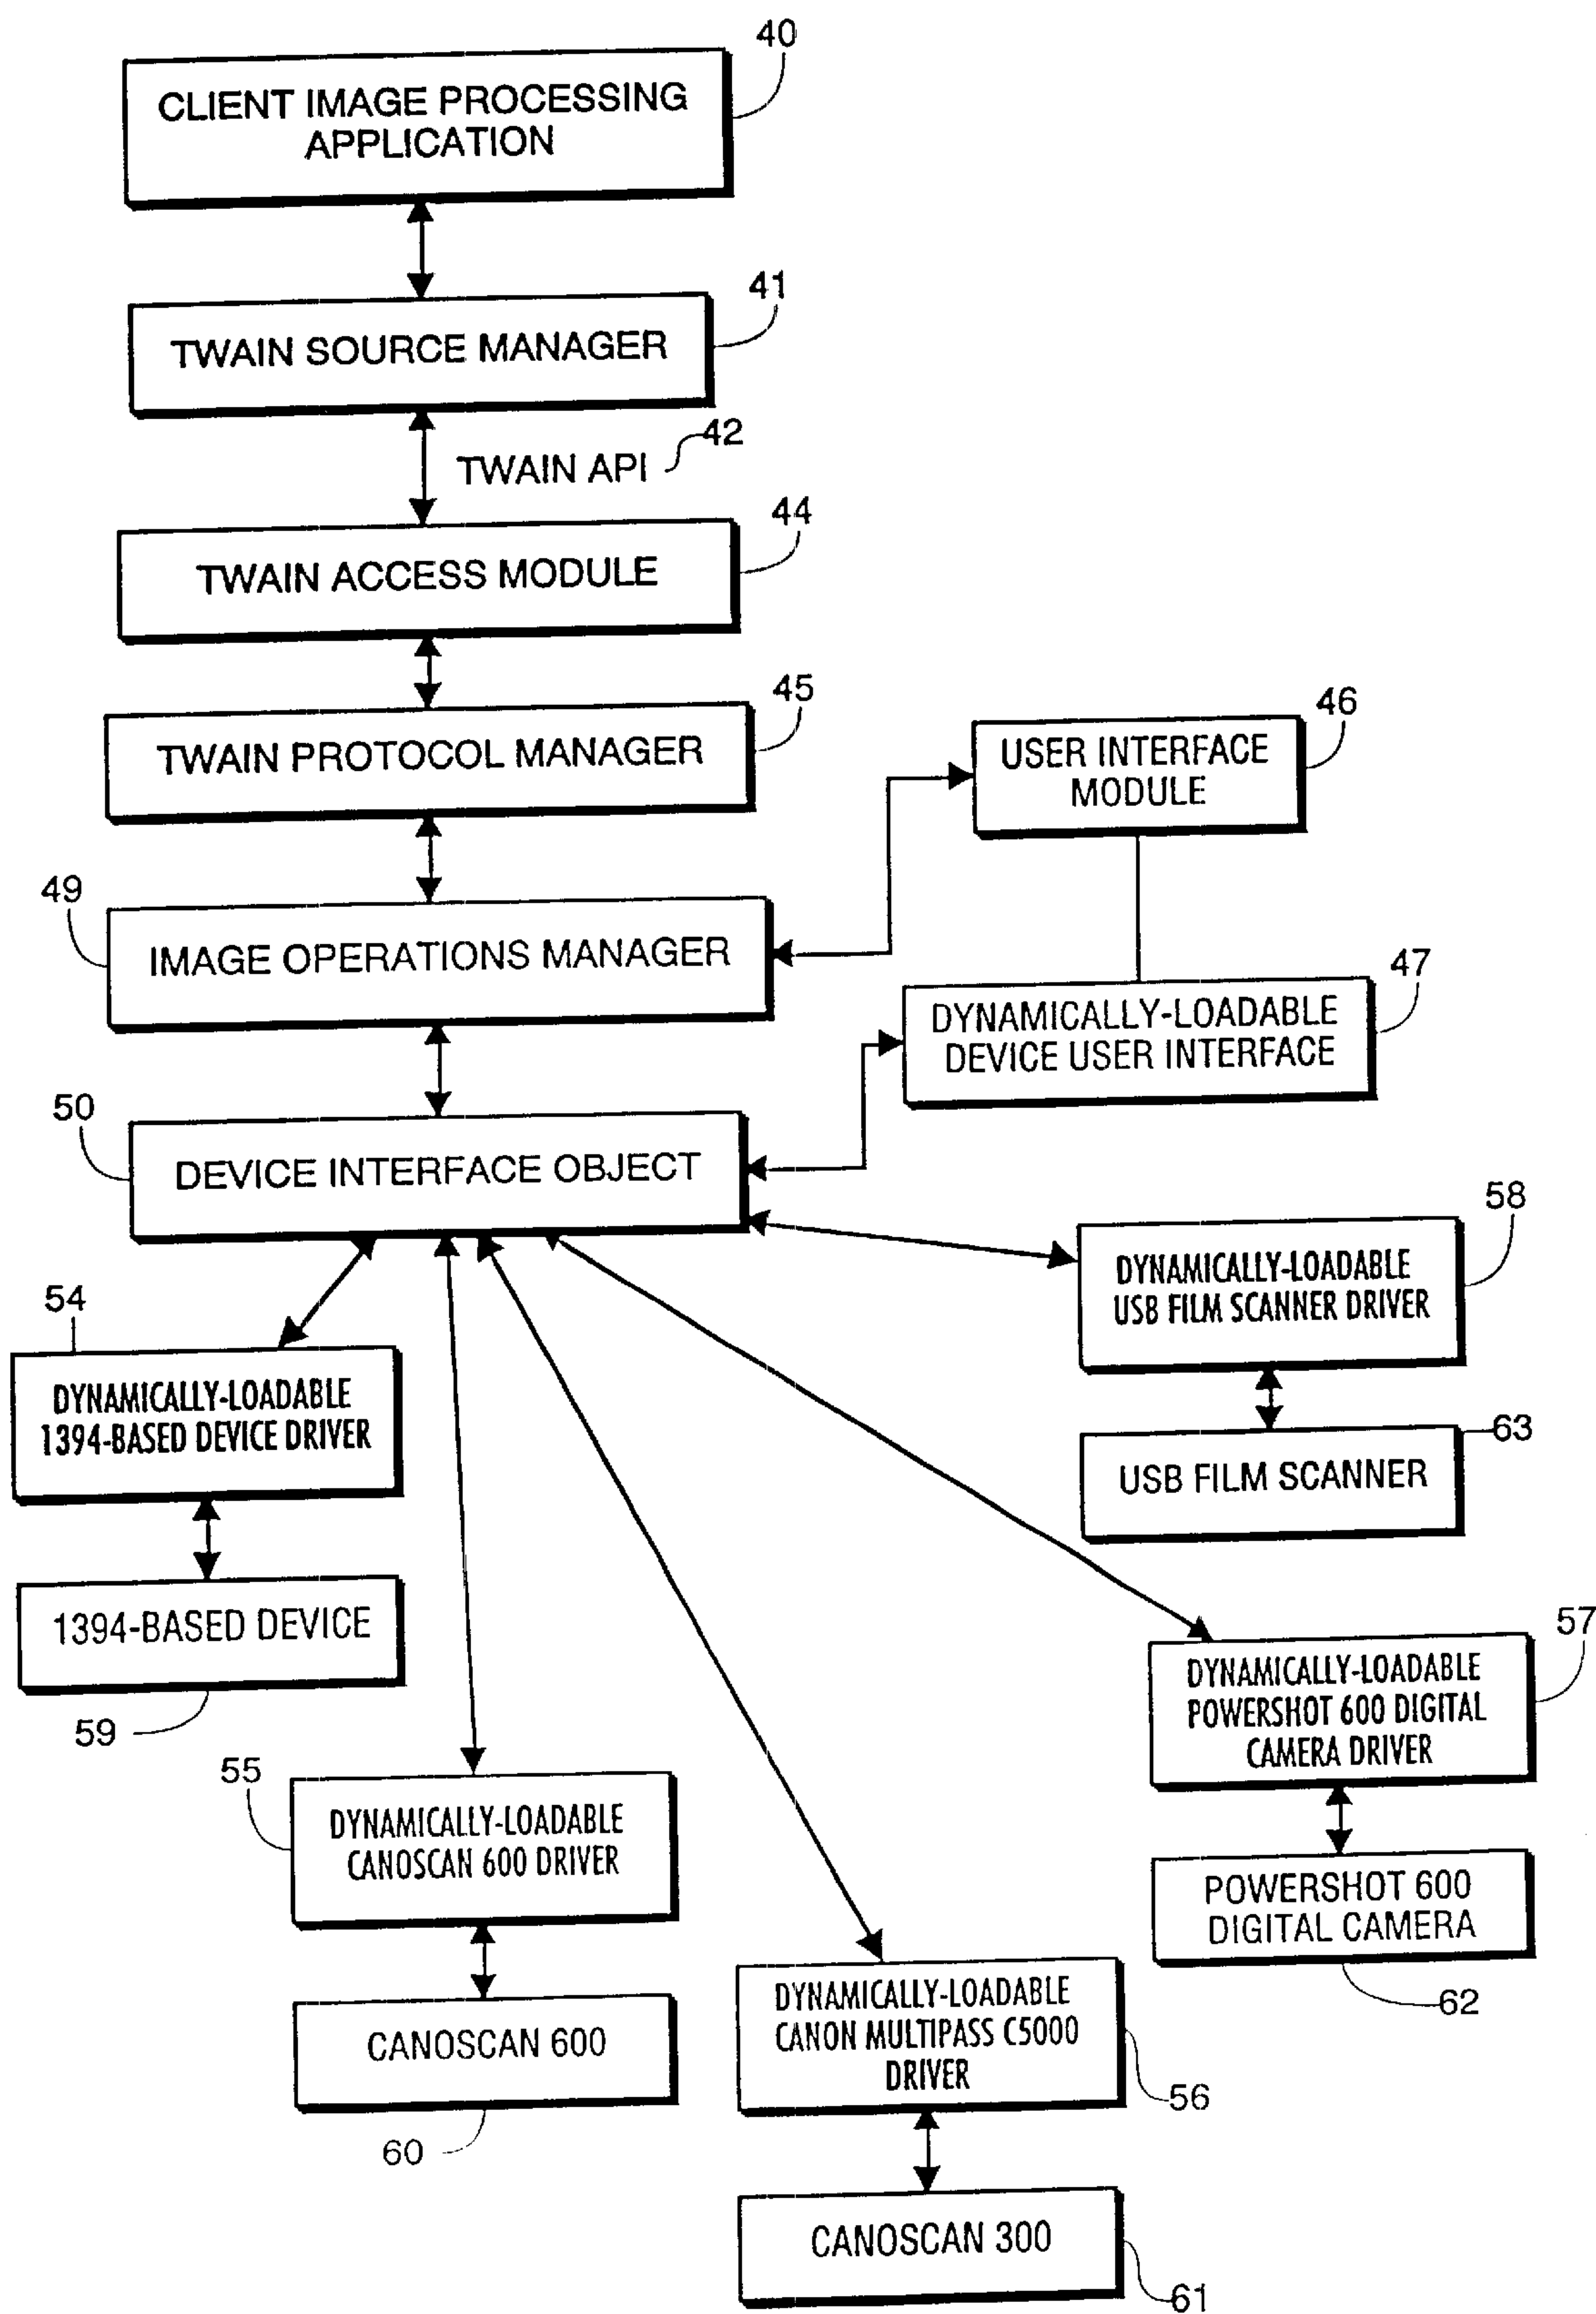 40
CLIENT IMAGE PROCESSING
APPLICATION
41
TWAIN SOURCE MANAGER
42
TWAIN API
44
TWAIN ACCESS MODULE
45
TWAIN PROTOCOL MANAGER
46
USER INTERFACE
MODULE
49
IMAGE OPERATIONS MANAGER
47
DYNAMICALLY-LOADABLE
DEVICE USER INTERFACE
50
DEVICE INTERFACE OBJECT
58
DYNAMICALLY-LOADABLE
USB FILM SCANNER DRIVER
54
DYNAMICALLY-LOADABLE
1394-BASED DEVICE DRIVER
63
USB FILM SCANNER
1394-BASED DEVICE
59
57
DYNAMICALLY-LOADABLE
POWERSHOT 600 DIGITAL
CAMERA DRIVER
55
DYNAMICALLY-LOADABLE
CANOSCAN 600 DRIVER
POWERSHOT 600
DIGITAL CAMERA
62
DYNAMICALLY-LOADABLE
CANON MULTIPASS C5000
DRIVER
56
CANOSCAN 600
60
CANOSCAN 300
61